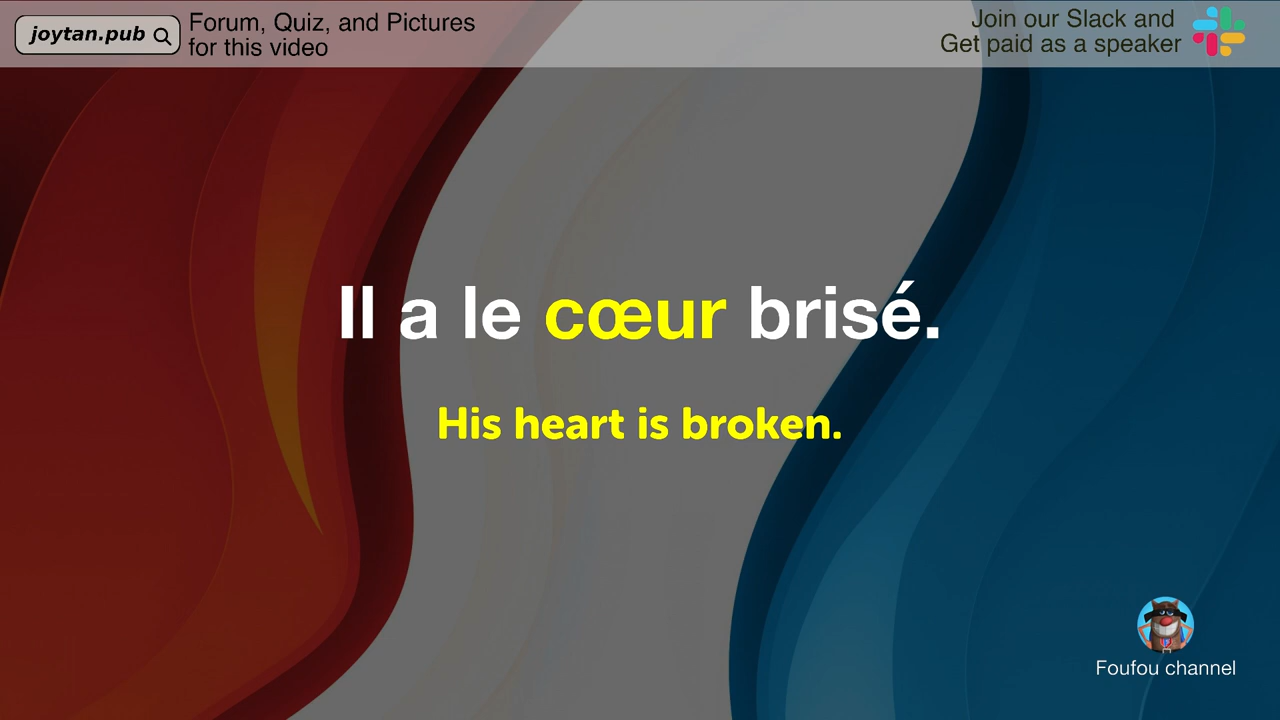 joytan.pub
Forum, Quiz, and Pictures
for this video
Join our Slack and
Get paid as a speaker
Il a le cœur brisé.
His heart is broken.
Foufou channel